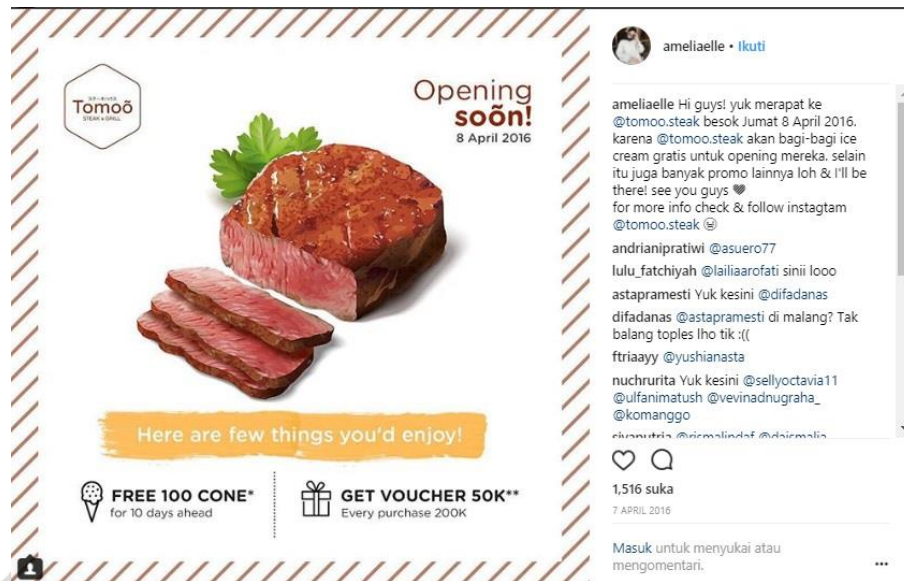 Tomoõ
STEAK & GRILL
Opening
soõn!
8 April 2016
Here are few things you'd enjoy!
FREE 100 CONE*
for 10 days ahead
GET VOUCHER 50K**
Every purchase 200K
ameliaelle • Ikuti
ameliaelle Hi guys! yuk merapat ke
@tomoo.steak besok Jumat 8 April 2016.
karena @tomoo.steak akan bagi-bagi ice
cream gratis untuk opening mereka. selain
itu juga banyak promo lainnya loh & I'll be
there! see you guys
for more info check & follow instagtam
@tomoo.steak
andrianipratiwi @asuero77
lulu_fatchiyah @lailiaarofati sinii looo
astapramesti Yuk kesini @difadanas
difadanas @astapramesti di malang? Tak
balang toples lho tik :((
ftriaayy @yushianasta
nuchrurita Yuk kesini @sellyoctavia11
@ulfanimatush @vevinadnugraha_
@komanggo
1,516 suka
7 APRIL 2016
Masuk untuk menyukai atau
mengomentari.